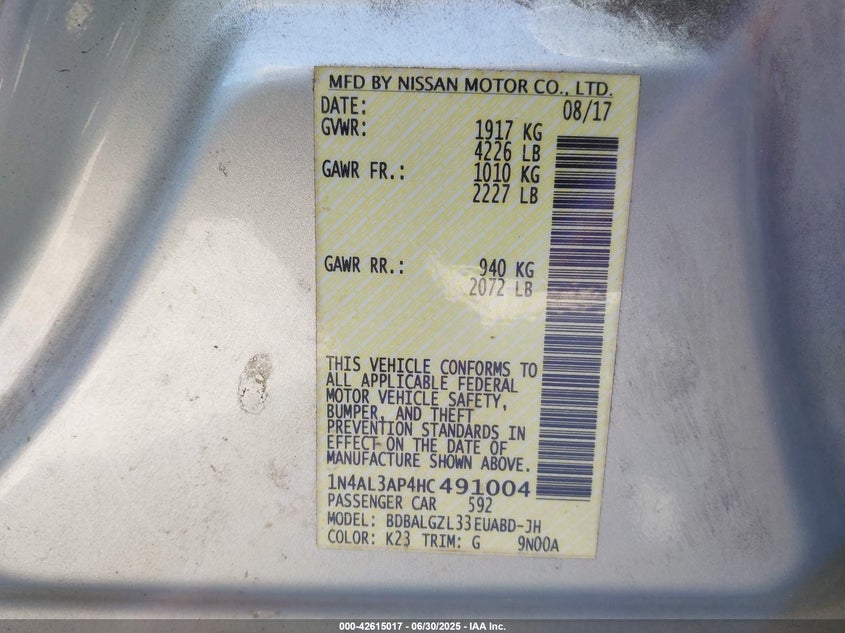 MFD BY NISSAN MOTOR CO., LTD.
DATE: 08/17
GVWR: 1917 KG
4226 LB
GAWR FR.: 1010 KG
2227 LB
GAWR RR.: 940 KG
2072 LB
THIS VEHICLE CONFORMS TO
ALL APPLICABLE FEDERAL
MOTOR VEHICLE SAFETY,
BUMPER, AND THEFT
PREVENTION STANDARDS IN
EFFECT ON THE DATE OF
MANUFACTURE SHOWN ABOVE.
1N4AL3AP4HC491004
PASSENGER CAR 592
MODEL: BDBALGZL33EUABD-JH
COLOR: K23 TRIM: G 9N00A
000-42615017 - 06/30/2025 - IAA Inc.